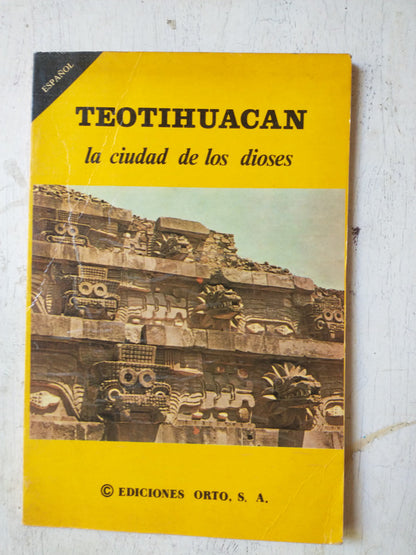 ESPAÑOL
TEOTIHUACAN
la ciudad de los dioses
© EDICIONES ORTO, S. A.